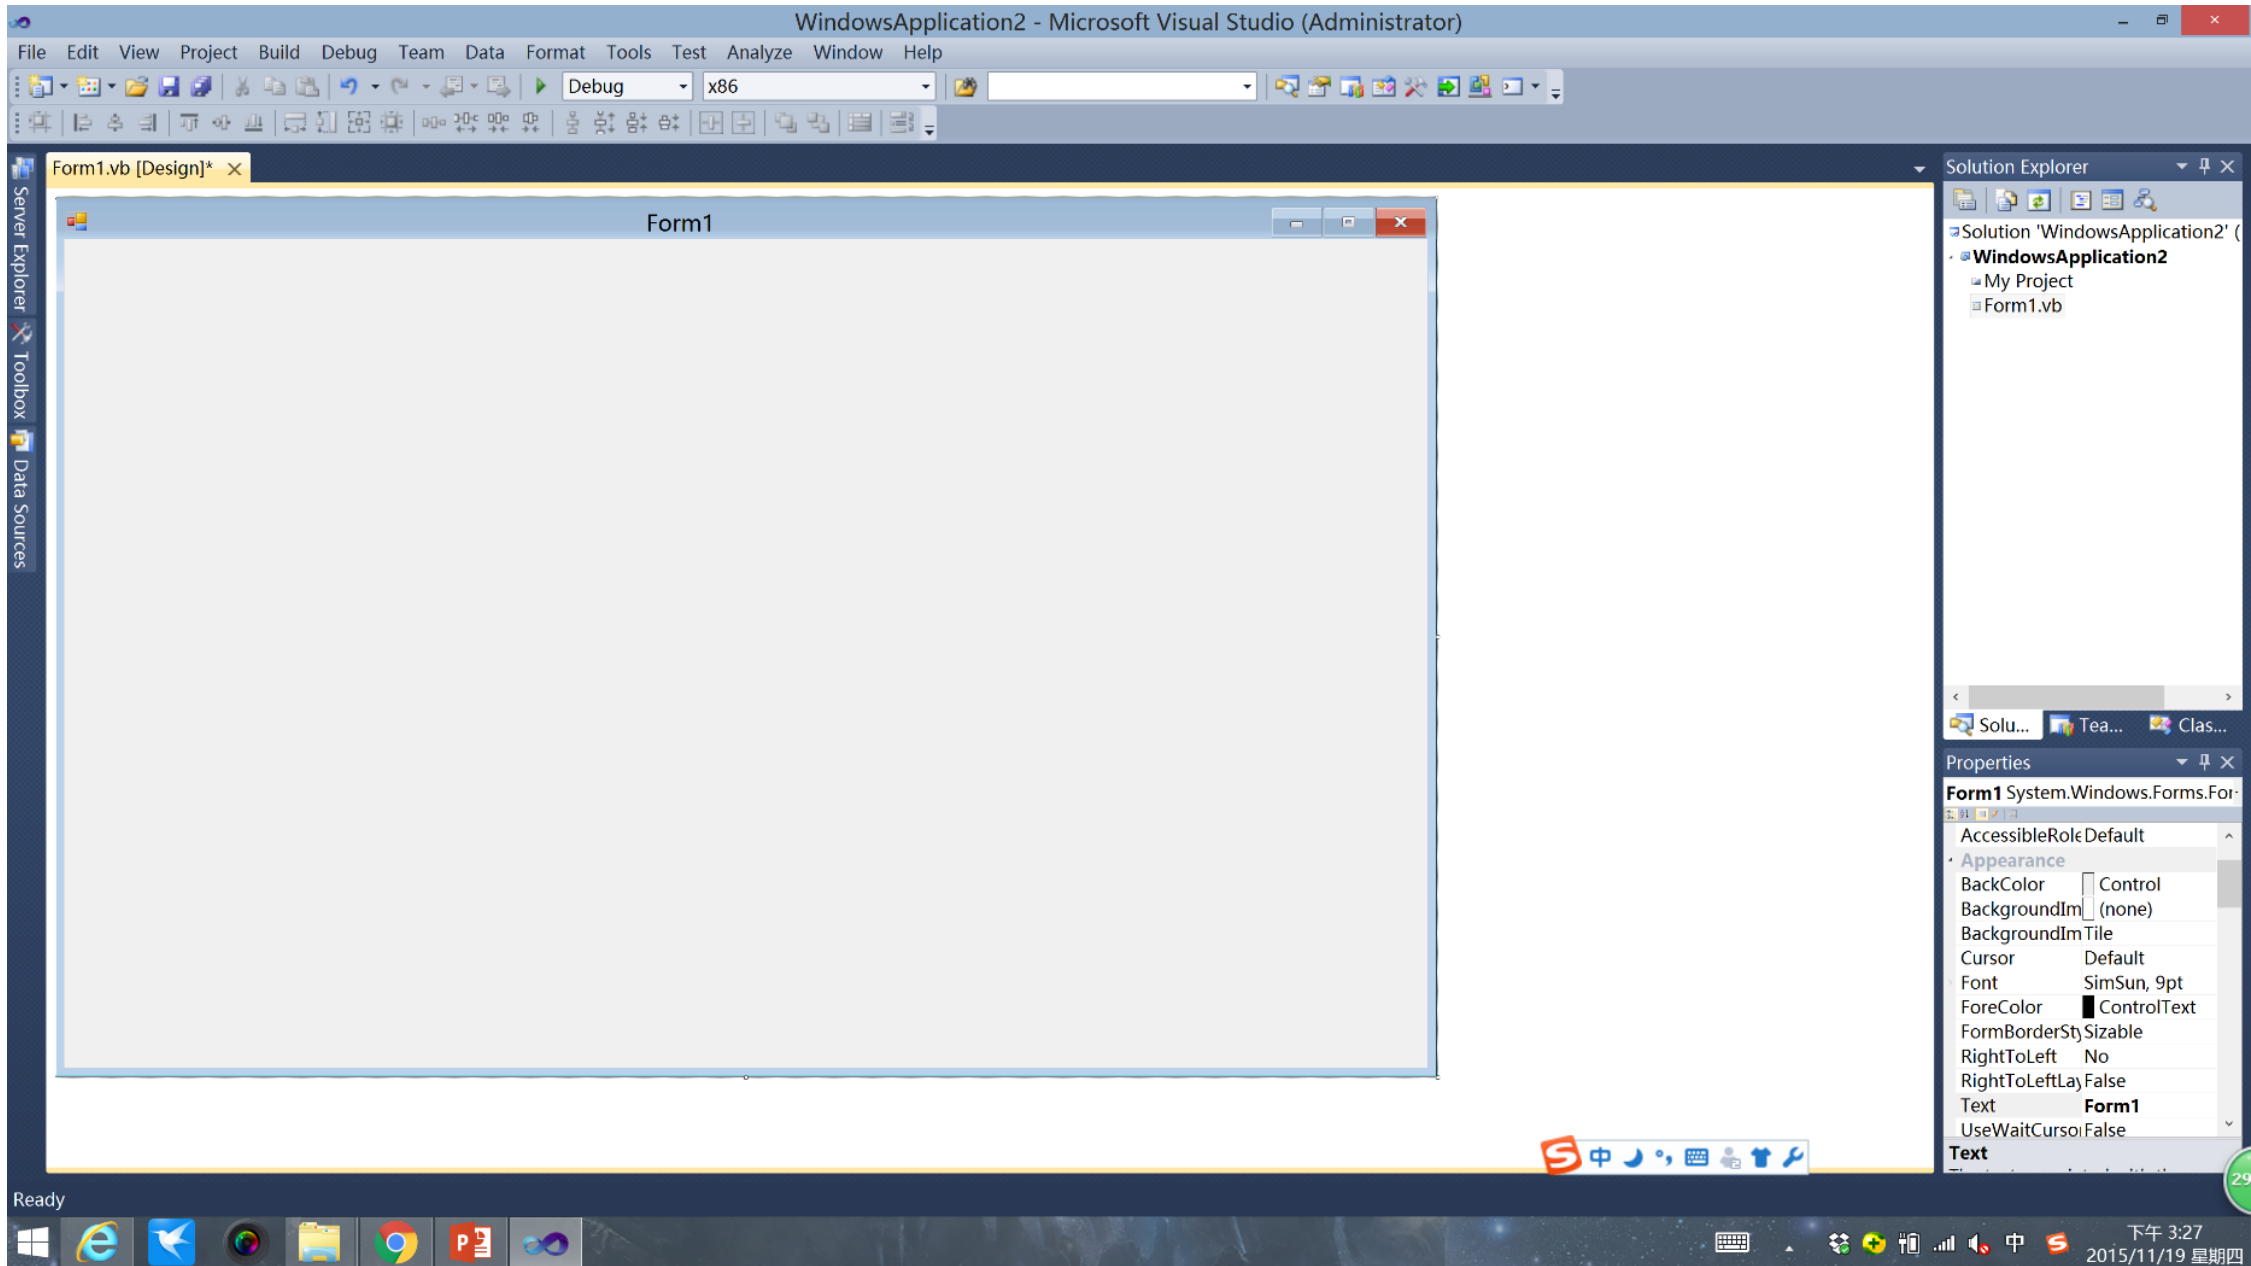 WindowsApplication2 - Microsoft Visual Studio (Administrator)
File Edit View Project Build Debug Team Data Format Tools Test Analyze Window Help
Debug x86
Form1.vb [Design]*
Server Explorer
Toolbox
Data Sources
Form1
Solution Explorer
Solution 'WindowsApplication2' (
WindowsApplication2
My Project
Form1.vb
Solu... Tea... Clas...
Properties
Form1 System.Windows.Forms.For
AccessibleRole Default
Appearance
BackColor Control
BackgroundIm (none)
BackgroundIm Tile
Cursor Default
Font SimSun, 9pt
ForeColor ControlText
FormBorderSty Sizable
RightToLeft No
RightToLeftLay False
Text Form1
UseWaitCursor False
Text
中
29
Ready
中
下午 3:27
2015/11/19 星期四